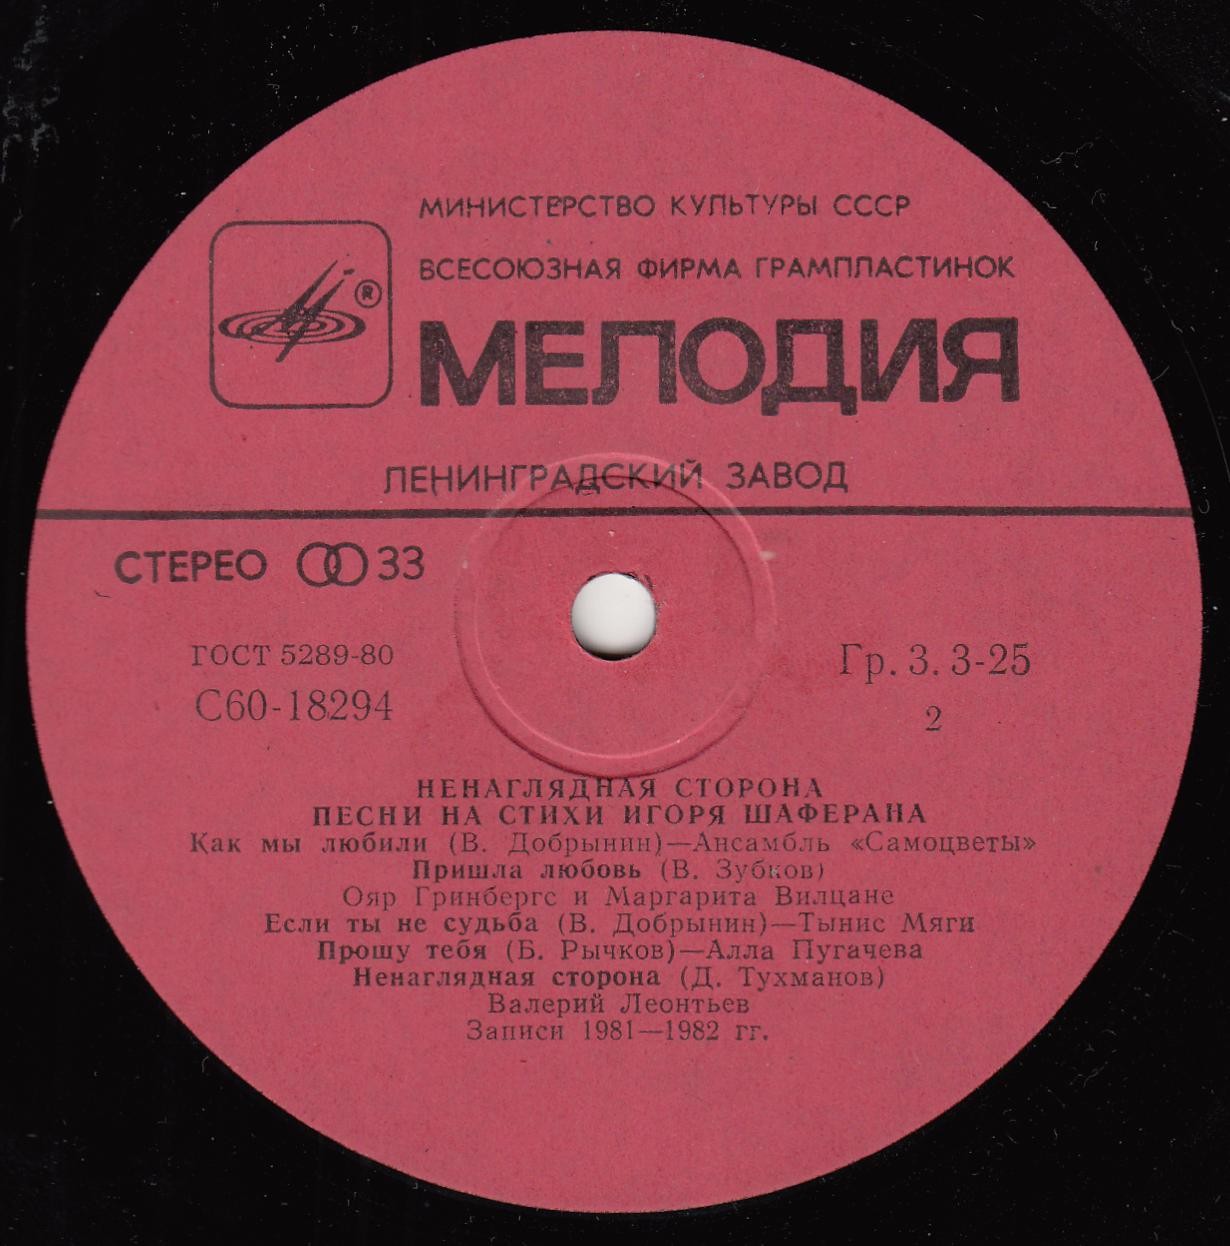 МИНИСТЕРСТВО КУЛЬТУРЫ СССР
ВСЕСОЮЗНАЯ ФИРМА ГРАМПЛАСТИНОК
®
МЕЛОДИЯ
ЛЕНИНГРАДСКИЙ ЗАВОД
СТЕРЕО 33
ГОСТ 5289-80
С60-18294
Гр. 3. 3-25
2
НЕНАГЛЯДНАЯ СТОРОНА
ПЕСНИ НА СТИХИ ИГОРЯ ШАФЕРАНА
Как мы любили (В. Добрынин)—Ансамбль «Самоцветы»
Пришла любовь (В. Зубков)
Ояр Гринбергс и Маргарита Вилцане
Если ты не судьба (В. Добрынин)—Тынис Мяги
Прошу тебя (Б. Рычков)—Алла Пугачева
Ненаглядная сторона (Д. Тухманов)
Валерий Леонтьев
Записи 1981—1982 гг.